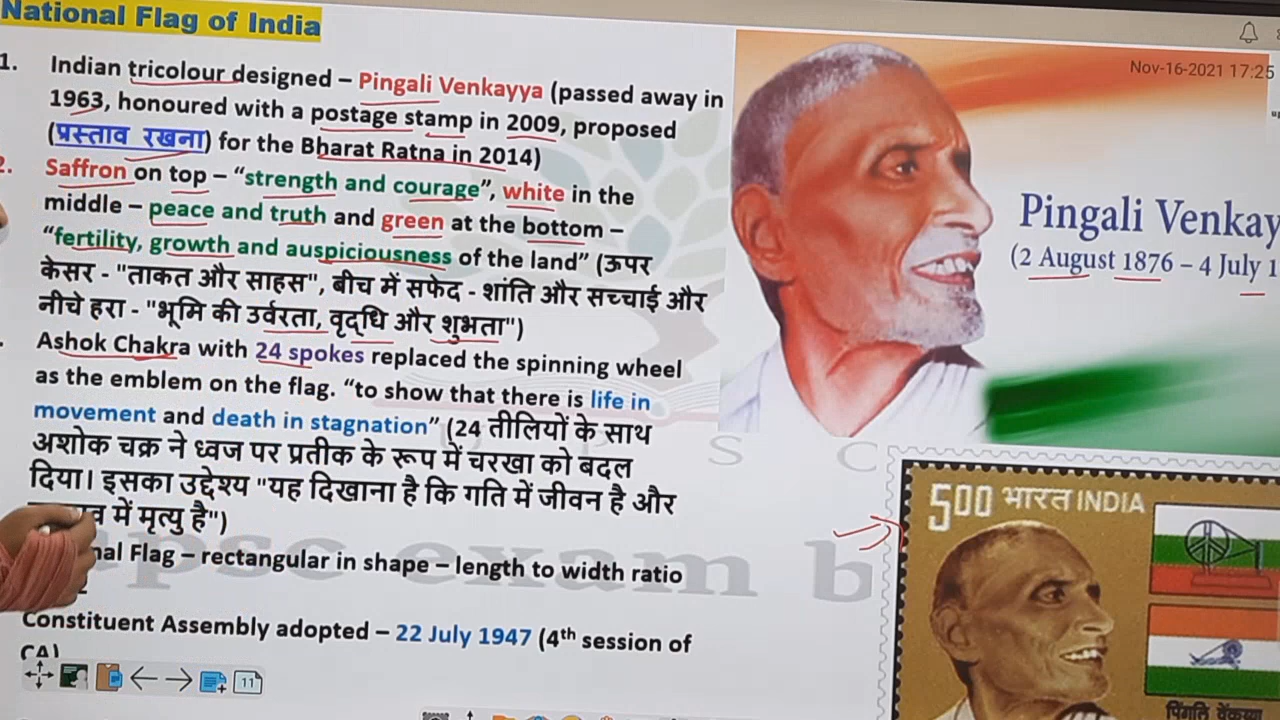 National Flag of India
Nov-16-2021 17:25
1. Indian tricolour designed – Pingali Venkayya (passed away in
1963, honoured with a postage stamp in 2009, proposed
(प्रस्ताव रखना) for the Bharat Ratna in 2014)
2. Saffron on top – “strength and courage”, white in the
middle – peace and truth and green at the bottom –
“fertility, growth and auspiciousness of the land” (ऊपर
केसर - "ताकत और साहस", बीच में सफेद - शांति और सच्चाई और
नीचे हरा - "भूमि की उर्वरता, वृद्धि और शुभता")
Ashok Chakra with 24 spokes replaced the spinning wheel
as the emblem on the flag. “to show that there is life in
movement and death in stagnation” (24 तीलियों के साथ
अशोक चक्र ने ध्वज पर प्रतीक के रूप में चरखा को बदल
दिया। इसका उद्देश्य "यह दिखाना है कि गति में जीवन है और
में मृत्यु है")
Flag – rectangular in shape – length to width ratio
Constituent Assembly adopted – 22 July 1947 (4th session of
CA)
11
Pingali Venkay
(2 August 1876 – 4 July 1
U P S C
upsc exam b
500 भारत INDIA
पिंगलि वेंकय्या